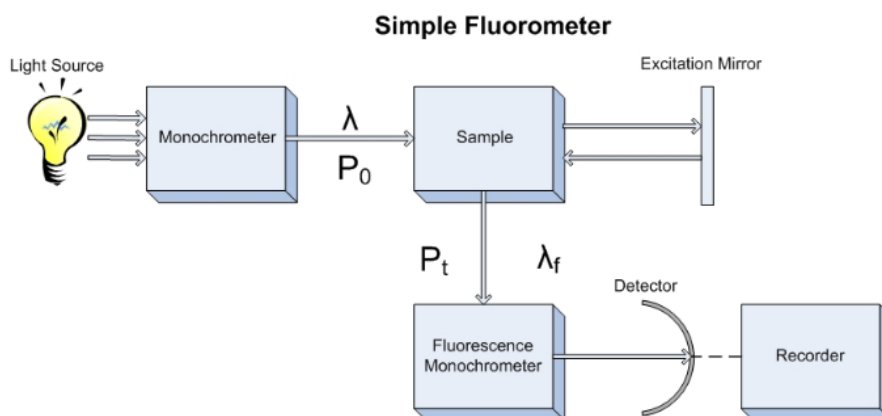 Simple Fluorometer
Light Source
Excitation Mirror
Monochrometer
λ
Sample
P₀
Pₜ
λf
Detector
Fluorescence
Monochrometer
Recorder